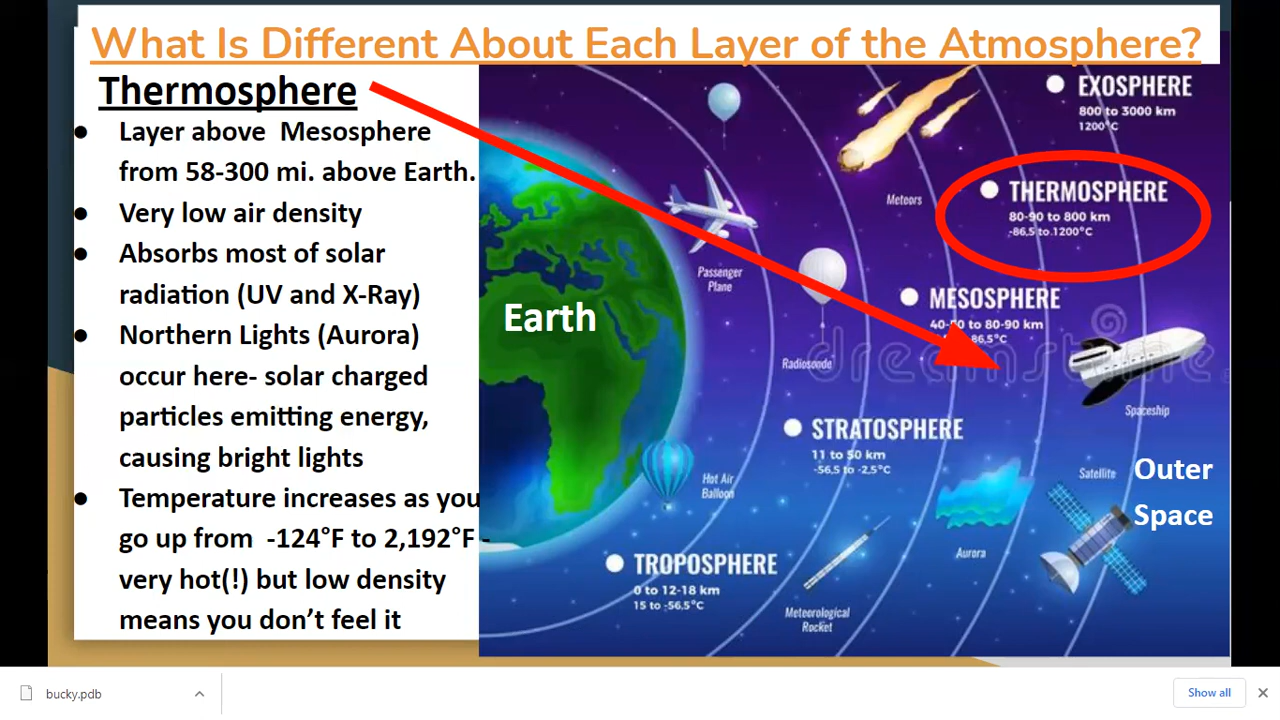 What Is Different About Each Layer of the Atmosphere?
Thermosphere
● Layer above Mesosphere
from 58-300 mi. above Earth.
● Very low air density
● Absorbs most of solar
radiation (UV and X-Ray)
● Northern Lights (Aurora)
occur here- solar charged
particles emitting energy,
causing bright lights
● Temperature increases as you
go up from -124°F to 2,192°F -
very hot(!) but low density
means you don't feel it
EXOSPHERE
800 to 3000 km
1200°C
THERMOSPHERE
80-90 to 800 km
-86,5 to 1200°C
Meteors
Passenger
Plane
Earth
MESOSPHERE
to 80-90 km
86,5°C
Radiosonde
dreamstime
Spaceship
STRATOSPHERE
11 to 50 km
-56,5 to -2,5°C
Hot Air
Balloon
Satellite
Outer
Space
Aurora
TROPOSPHERE
0 to 12-18 km
15 to -56,5°C
Meteorological
Rocket
bucky.pdb
Show all